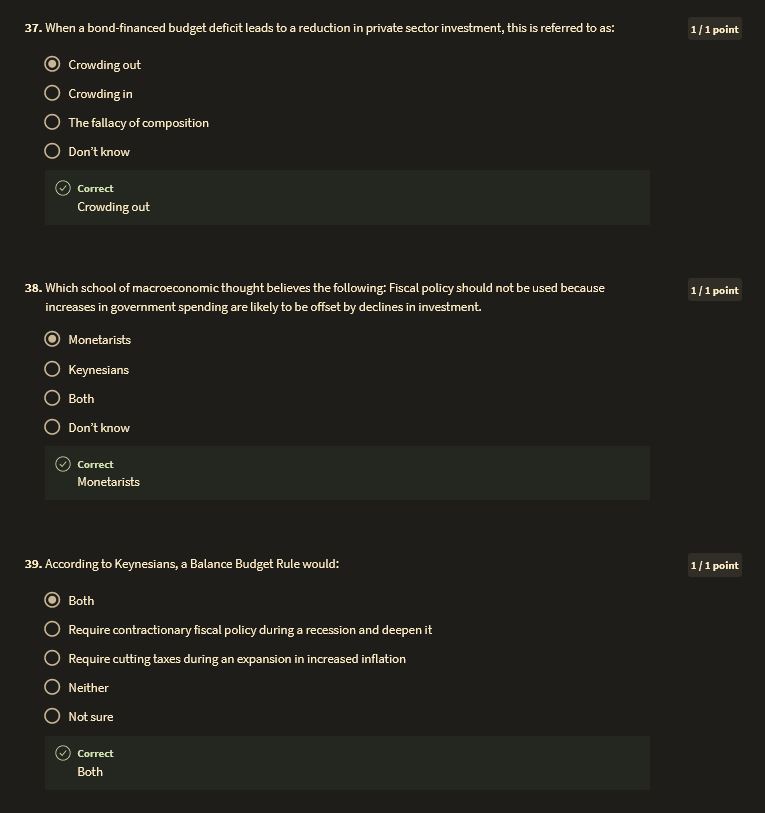 37. When a bond-financed budget deficit leads to a reduction in private sector investment, this is referred to as:
1 / 1 point
Crowding out
Crowding in
The fallacy of composition
Don't know
Correct
Crowding out
38. Which school of macroeconomic thought believes the following: Fiscal policy should not be used because
increases in government spending are likely to be offset by declines in investment.
1 / 1 point
Monetarists
Keynesians
Both
Don't know
Correct
Monetarists
39. According to Keynesians, a Balance Budget Rule would:
1 / 1 point
Both
Require contractionary fiscal policy during a recession and deepen it
Require cutting taxes during an expansion in increased inflation
Neither
Not sure
Correct
Both